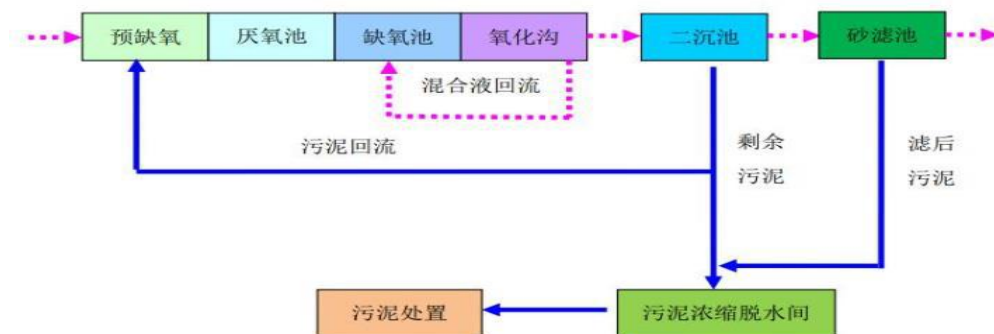 预缺氧
厌氧池
缺氧池
氧化沟
二沉池
砂滤池
混合液回流
污泥回流
剩余
污泥
滤后
污泥
污泥处置
污泥浓缩脱水间